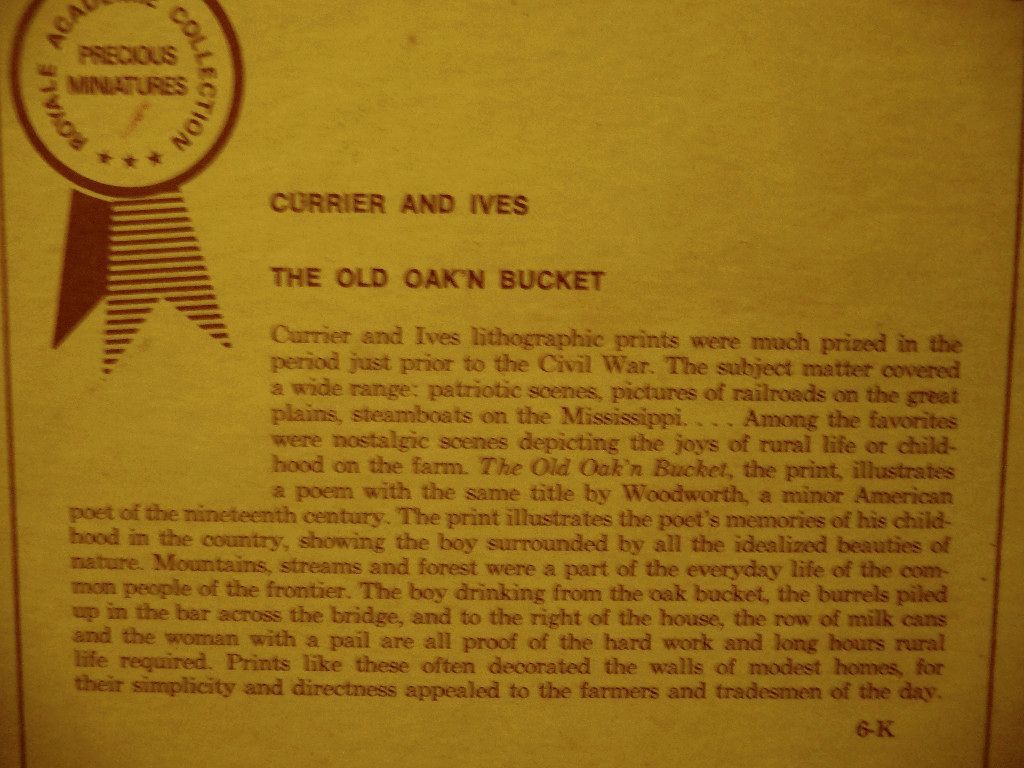 ROYALE ACADEMIE COLLECTION
PRECIOUS
MINIATURES
CURRIER AND IVES
THE OLD OAK'N BUCKET
Currier and Ives lithographic prints were much prized in the
period just prior to the Civil War. The subject matter covered
a wide range: patriotic scenes, pictures of railroads on the great
plains, steamboats on the Mississippi. . . . Among the favorites
were nostalgic scenes depicting the joys of rural life or child-
hood on the farm. The Old Oak'n Bucket, the print, illustrates
a poem with the same title by Woodworth, a minor American
poet of the nineteenth century. The print illustrates the poet's memories of his child-
hood in the country, showing the boy surrounded by all the idealized beauties of
nature. Mountains, streams and forest were a part of the everyday life of the com-
mon people of the frontier. The boy drinking from the oak bucket, the burrels piled
up in the bar across the bridge, and to the right of the house, the row of milk cans
and the woman with a pail are all proof of the hard work and long hours rural
life required. Prints like these often decorated the walls of modest homes, for
their simplicity and directness appealed to the farmers and tradesmen of the day.
6-K